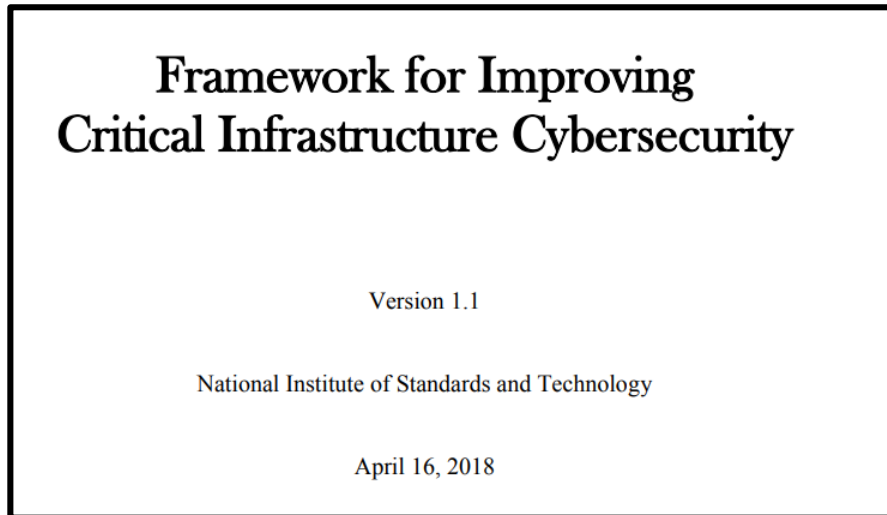 Framework for Improving
Critical Infrastructure Cybersecurity
Version 1.1
National Institute of Standards and Technology
April 16, 2018